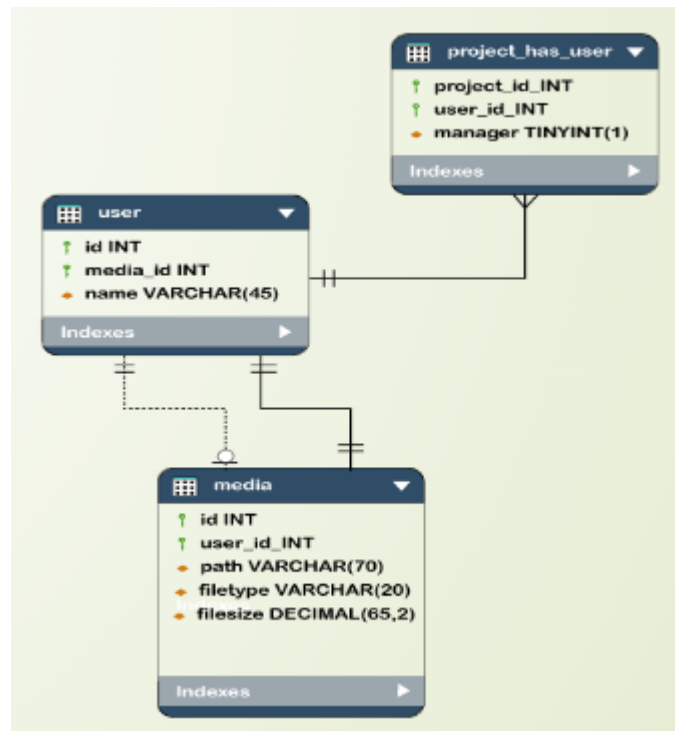 project_has_user
project_id_INT
user_id_INT
manager TINYINT(1)
Indexes
user
id INT
media_id INT
name VARCHAR(45)
Indexes
media
id INT
user_id_INT
path VARCHAR(70)
filetype VARCHAR(20)
Indexes
filesize DECIMAL(65,2)
Indexes